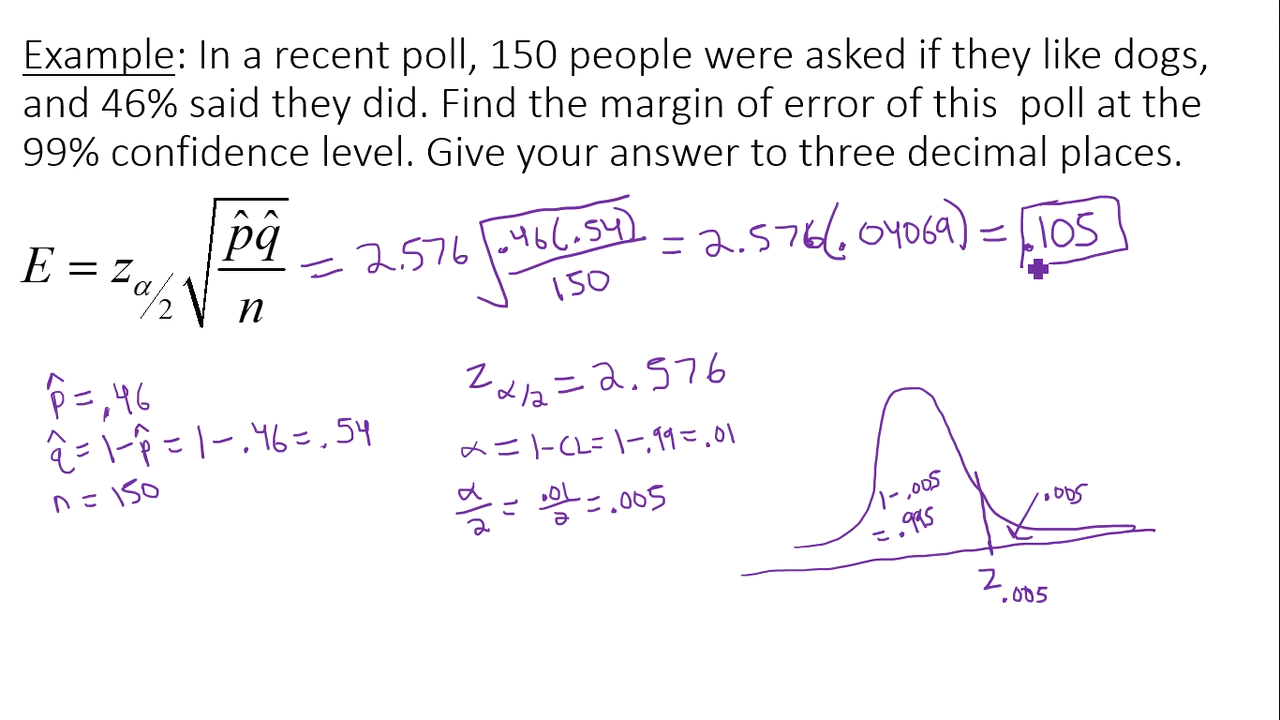 Example: In a recent poll, 150 people were asked if they like dogs,
and 46% said they did. Find the margin of error of this poll at the
99% confidence level. Give your answer to three decimal places.
E = z_{α/2} √(p̂q̂/n) = 2.576 √(.46(.54)/150) = 2.576(.04069) = .105
p̂ = .46
q̂ = 1-p̂ = 1-.46 = .54
n = 150
z_{α/2} = 2.576
α = 1-CL = 1-.99 = .01
α/2 = .01/2 = .005
1-.005
= .995
.005
z_{.005}